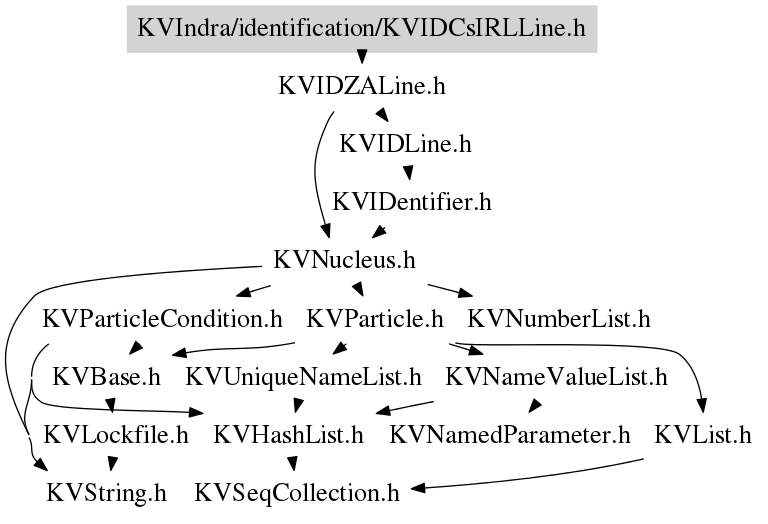 KVIndra/identification/KVIDCsIRLLine.h
KVIDZALine.h
KVIDLine.h
KVIDentifier.h
KVNucleus.h
KVParticleCondition.h KVParticle.h KVNumberList.h
KVBase.h KVUniqueNameList.h KVNameValueList.h
KVLockfile.h KVHashList.h KVNamedParameter.h KVList.h
KVString.h KVSeqCollection.h